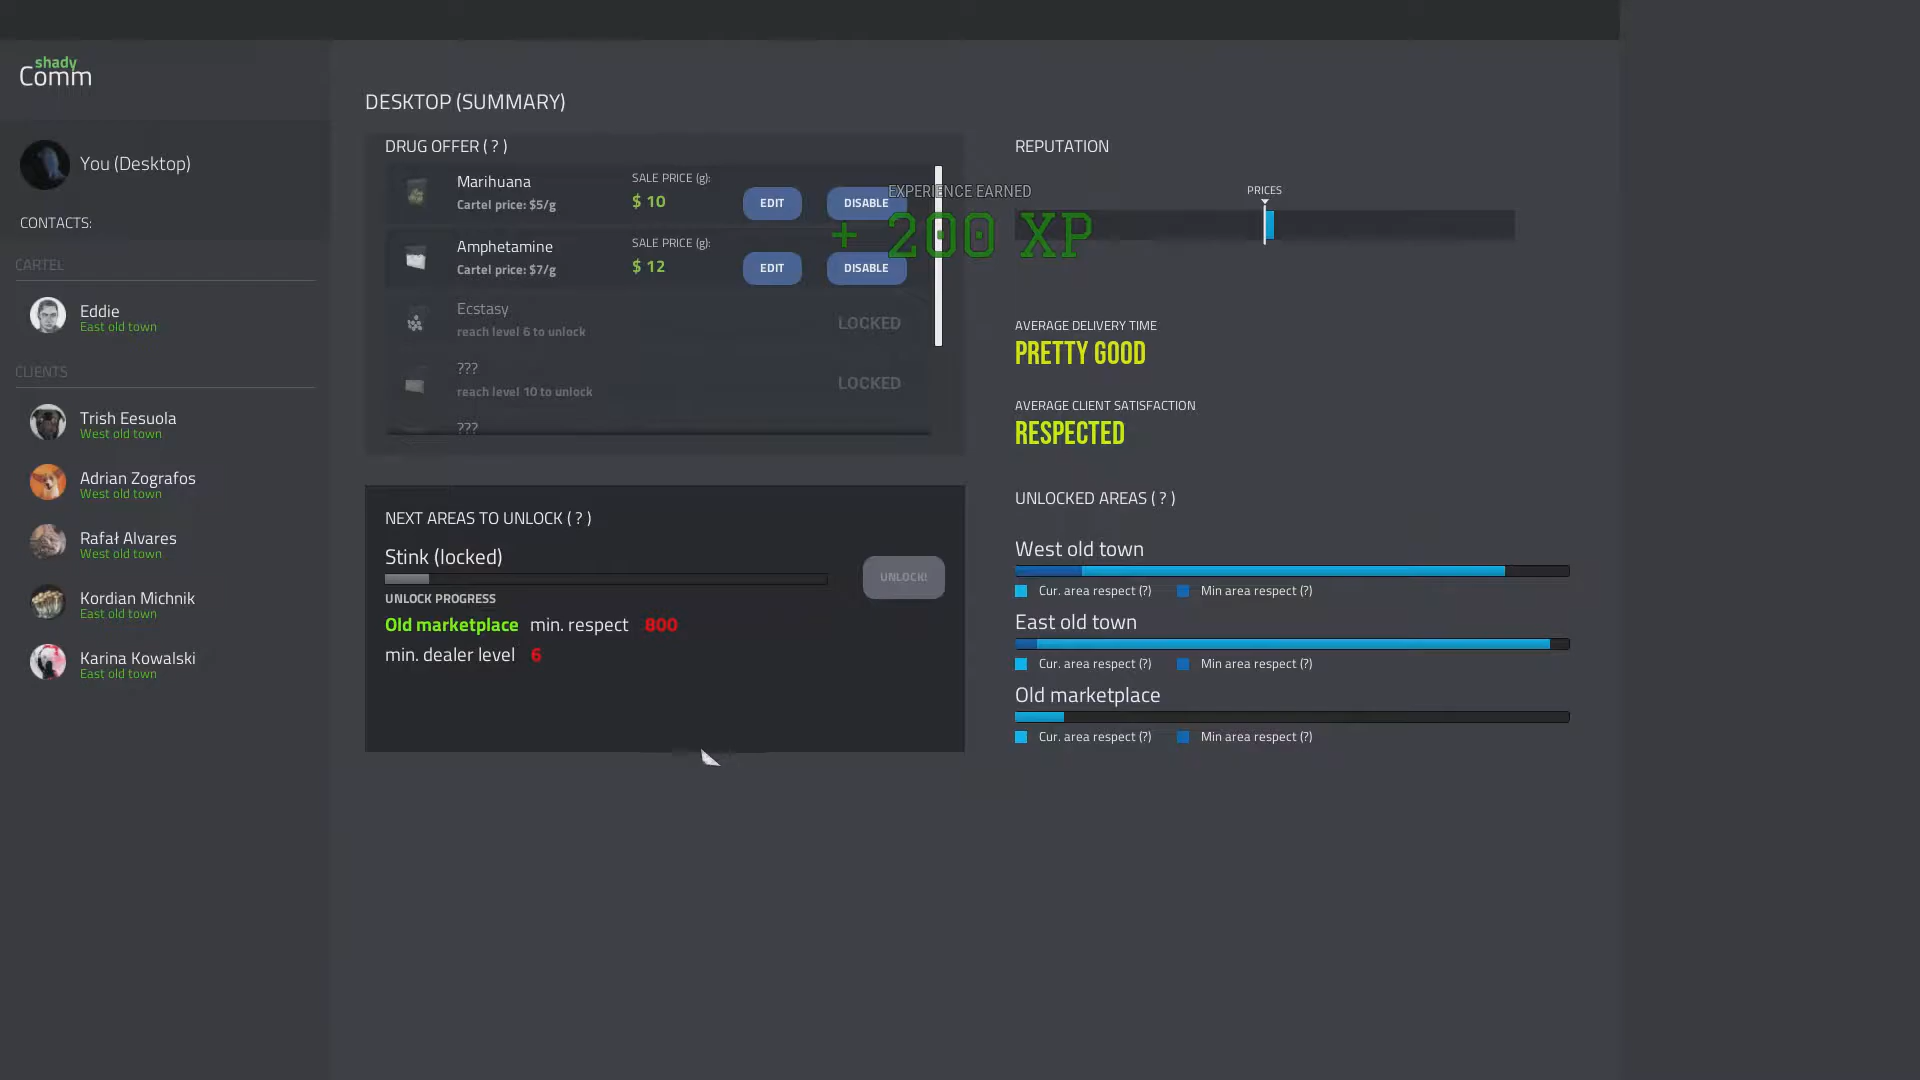 shady
Comm
You (Desktop)
CONTACTS:
CARTEL
Eddie
East old town
CLIENTS
Trish Eesuola
West old town
Adrian Zografos
West old town
Rafał Alvares
West old town
Kordian Michnik
East old town
Karina Kowalski
East old town
DESKTOP (SUMMARY)
DRUG OFFER ( ? )
Marihuana
Cartel price: $5/g
SALE PRICE (g):
$ 10
EDIT
DISABLE
Amphetamine
Cartel price: $7/g
SALE PRICE (g):
$ 12
EDIT
DISABLE
Ecstasy
reach level 6 to unlock
LOCKED
???
reach level 10 to unlock
LOCKED
???
EXPERIENCE EARNED
+ 200 XP
NEXT AREAS TO UNLOCK ( ? )
Stink (locked)
UNLOCK!
UNLOCK PROGRESS
Old marketplace min. respect 800
min. dealer level 6
REPUTATION
PRICES
AVERAGE DELIVERY TIME
PRETTY GOOD
AVERAGE CLIENT SATISFACTION
RESPECTED
UNLOCKED AREAS ( ? )
West old town
Cur. area respect (?) Min area respect (?)
East old town
Cur. area respect (?) Min area respect (?)
Old marketplace
Cur. area respect (?) Min area respect (?)